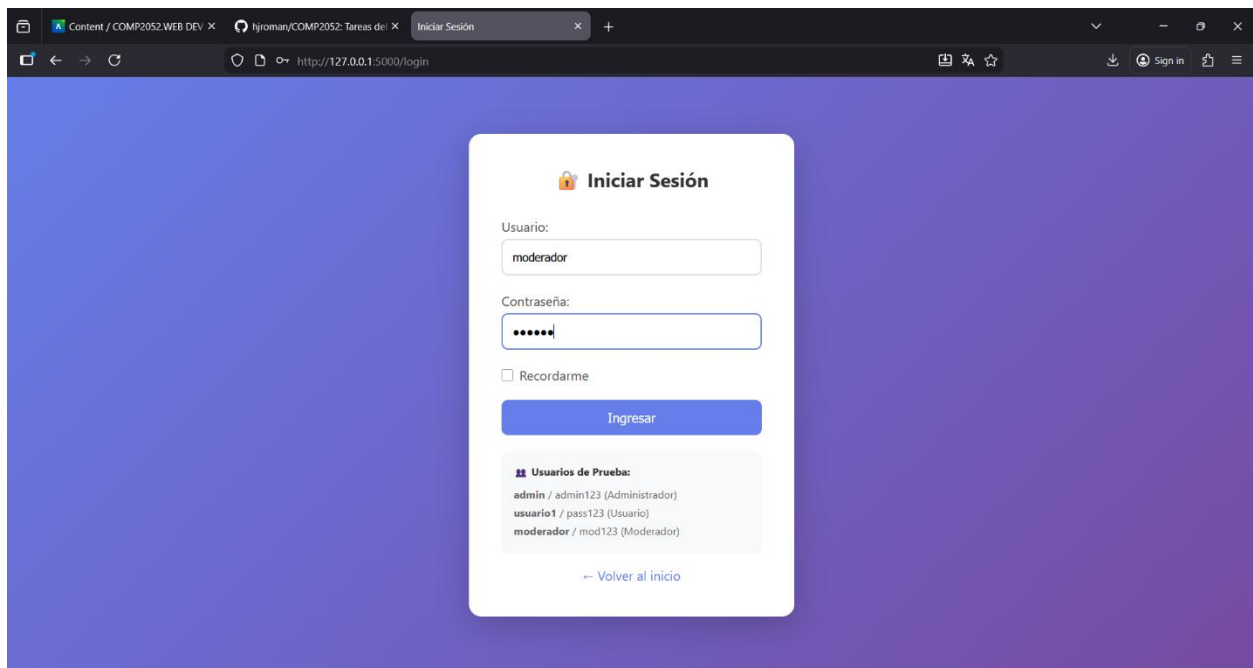 Content / COMP2052.WEB DEV
hjroman/COMP2052: Tareas del
Iniciar Sesión
http://127.0.0.1:5000/login
Sign in
Iniciar Sesión
Usuario:
moderador
Contraseña:
••••••
Recordarme
Ingresar
Usuarios de Prueba:
admin / admin123 (Administrador)
usuario1 / pass123 (Usuario)
moderador / mod123 (Moderador)
← Volver al inicio